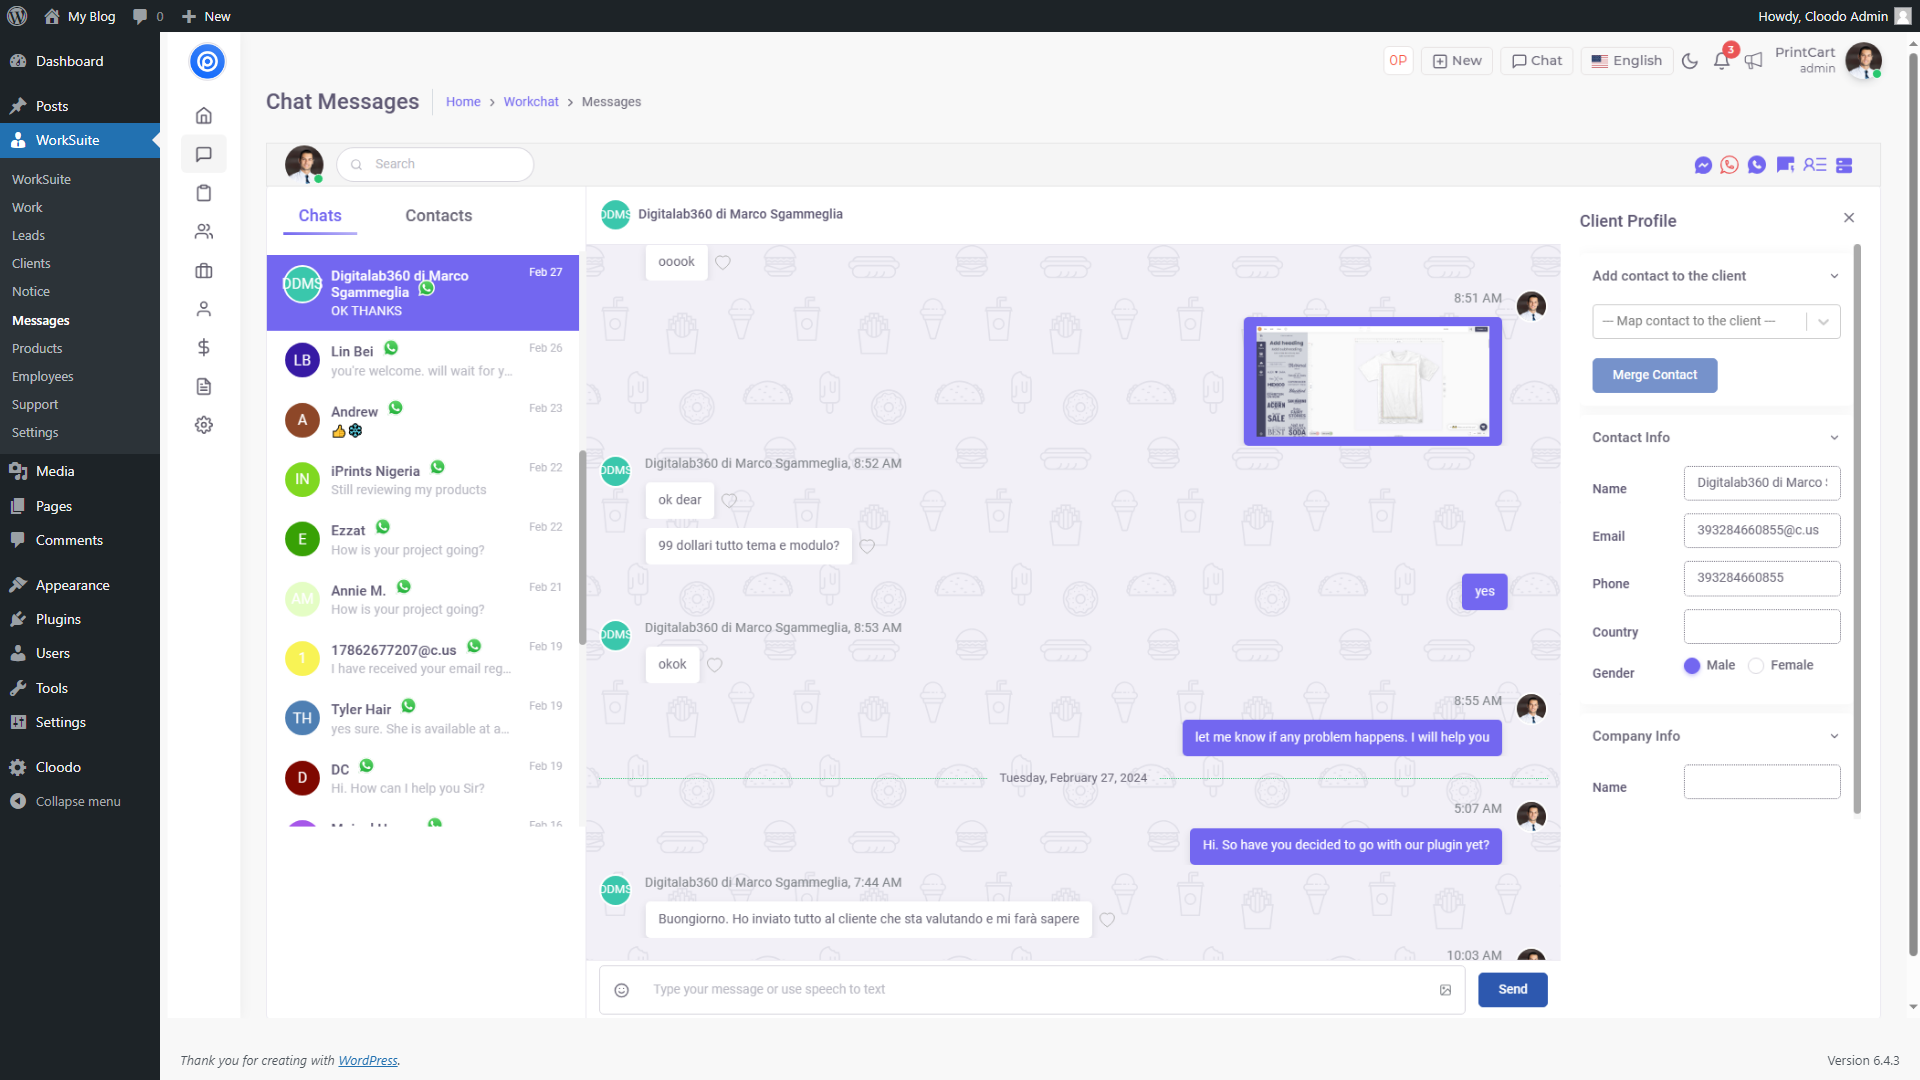 My Blog
0
New
Howdy, Cloodo Admin
Dashboard
Posts
WorkSuite
WorkSuite
Work
Leads
Clients
Notice
Messages
Products
Employees
Support
Settings
Media
Pages
Comments
Appearance
Plugins
Users
Tools
Settings
Cloodo
Collapse menu
0P
New
Chat
English
3
PrintCart
admin
Chat Messages
Home > Workchat > Messages
Search
Chats
Contacts
DDMS
Digitalab360 di Marco
Sgammeglia
OK THANKS
Feb 27
LB
Lin Bei
you're welcome. will wait for y...
Feb 26
A
Andrew
Feb 23
IN
iPrints Nigeria
Still reviewing my products
Feb 22
E
Ezzat
How is your project going?
Feb 22
AM
Annie M.
How is your project going?
Feb 21
1
17862677207@c.us
I have received your email reg...
Feb 19
TH
Tyler Hair
yes sure. She is available at a...
Feb 19
D
DC
Hi. How can I help you Sir?
Feb 19
Feb 16
DDMS
Digitalab360 di Marco Sgammeglia
ooook
8:51 AM
Add heading
ACORN
SALE
BEST
SODA
DDMS
Digitalab360 di Marco Sgammeglia, 8:52 AM
ok dear
99 dollari tutto tema e modulo?
yes
DDMS
Digitalab360 di Marco Sgammeglia, 8:53 AM
okok
8:55 AM
let me know if any problem happens. I will help you
Tuesday, February 27, 2024
5:07 AM
Hi. So have you decided to go with our plugin yet?
DDMS
Digitalab360 di Marco Sgammeglia, 7:44 AM
Buongiorno. Ho inviato tutto al cliente che sta valutando e mi farà sapere
10:03 AM
Type your message or use speech to text
Send
Client Profile
Add contact to the client
--- Map contact to the client ---
Merge Contact
Contact Info
Name
Digitalab360 di Marco
Email
393284660855@c.us
Phone
393284660855
Country
Gender
Male
Female
Company Info
Name
Thank you for creating with WordPress.
Version 6.4.3